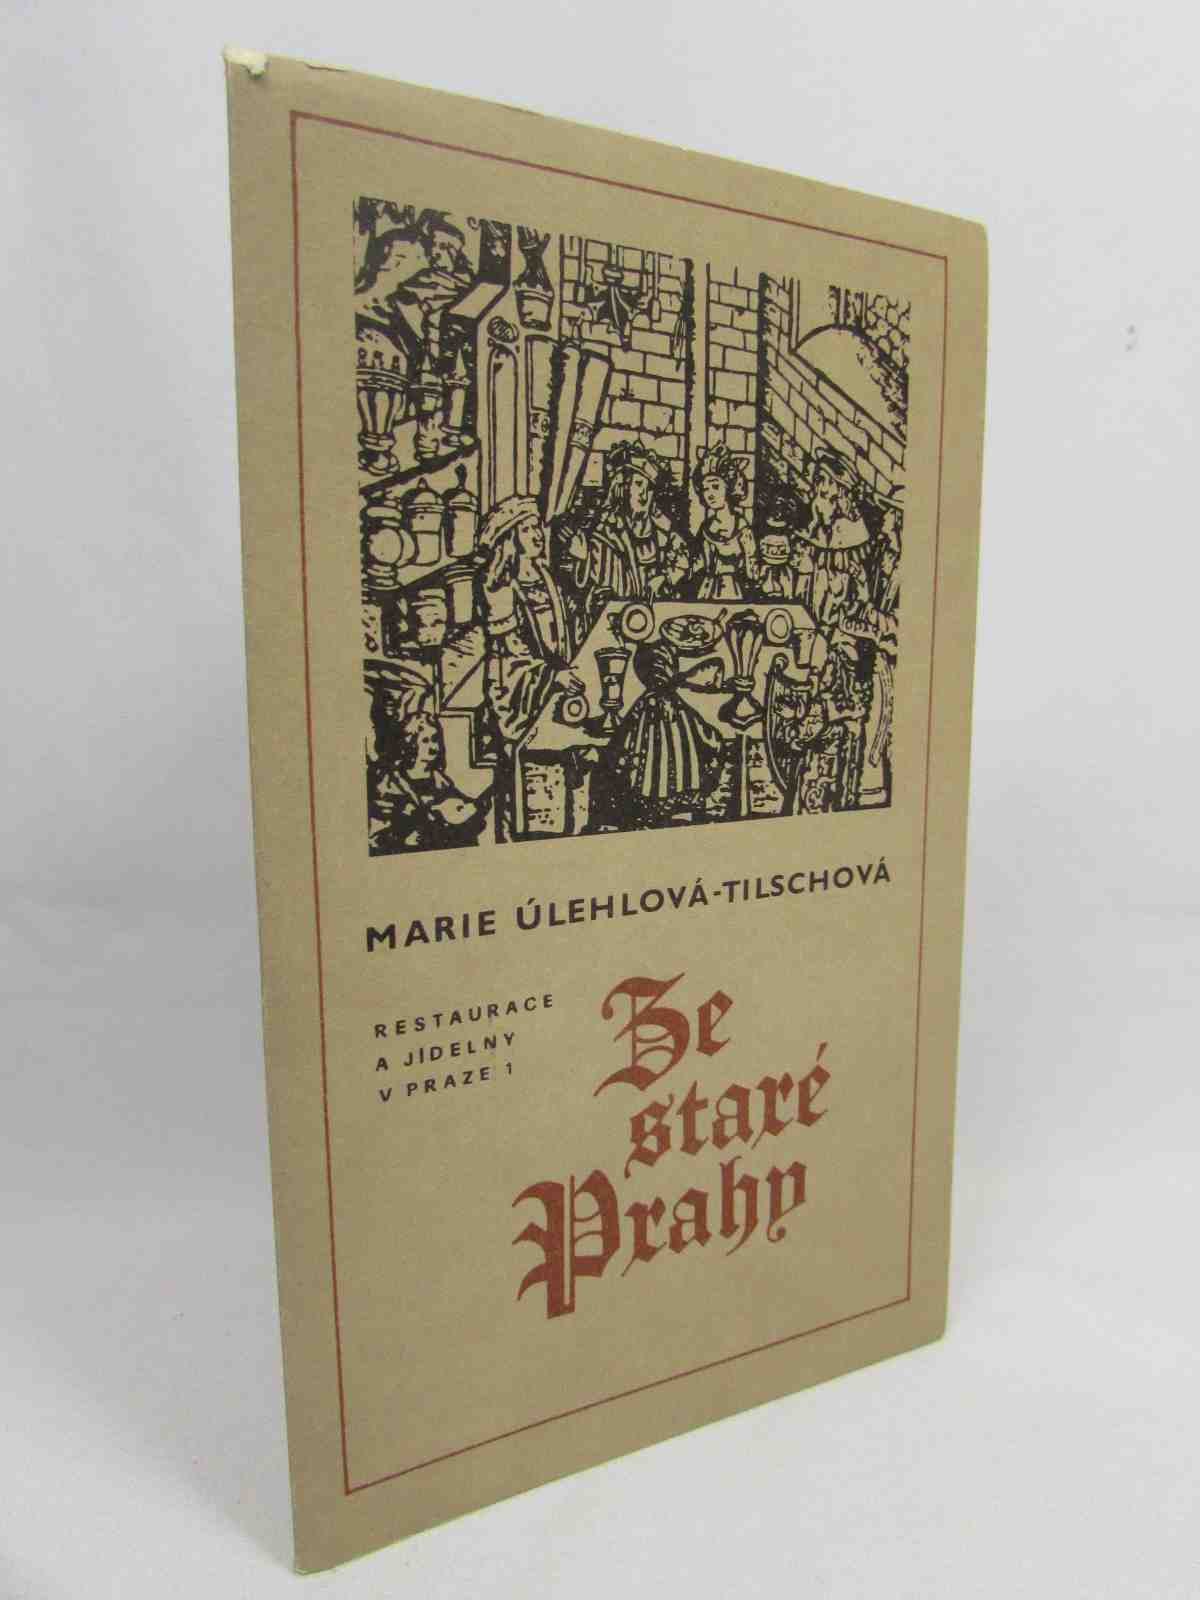 MARIE ÚLEHLOVÁ-TILSCHOVÁ
RESTAURACE
A JÍDELNY
V PRAZE 1
Ze
staré
Prahy